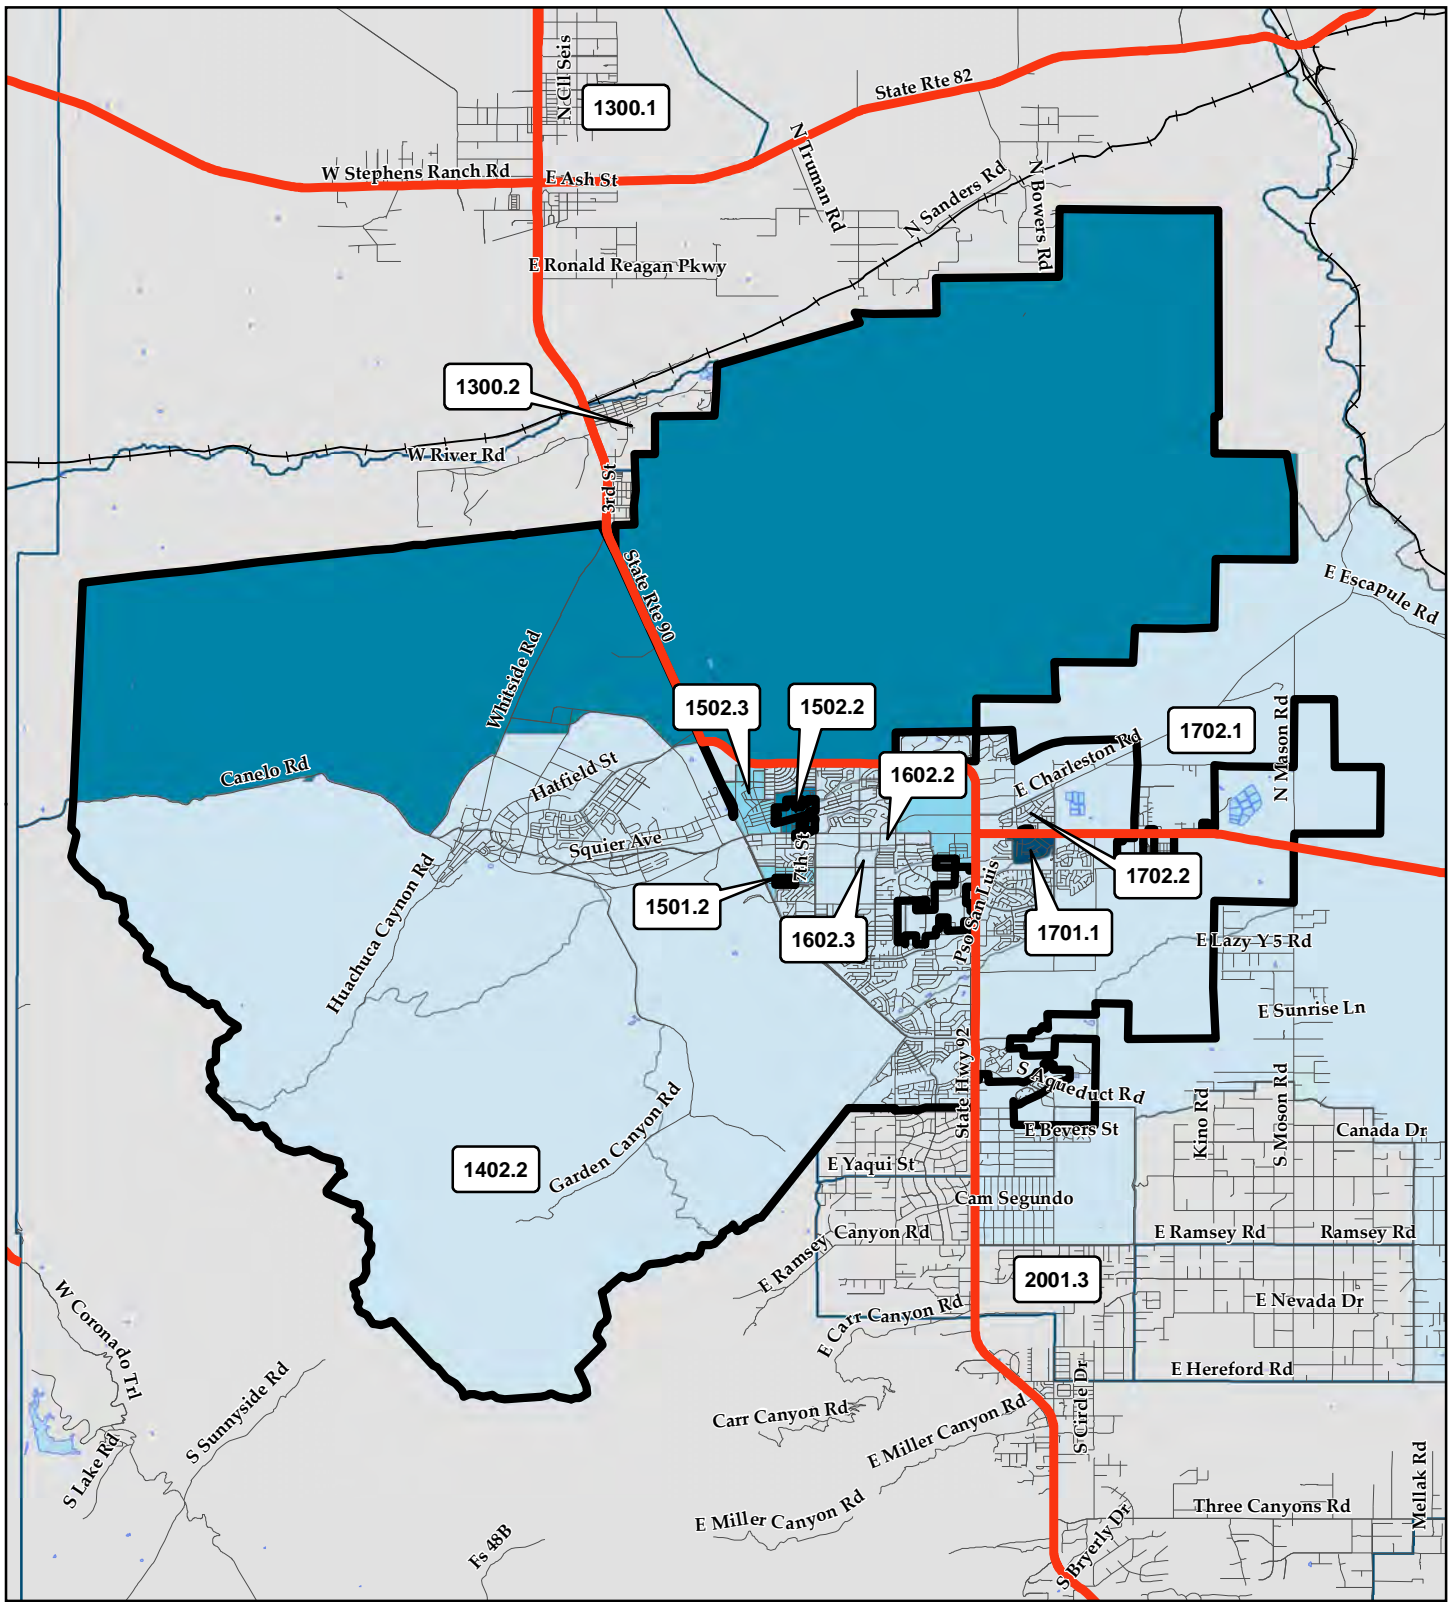 N Cll Seis
1300.1
State Rte 82
W Stephens Ranch Rd
E Ash St
N Truman Rd
N Sanders Rd
N Bowers Rd
E Ronald Reagan Pkwy
1300.2
W River Rd
3rd St
State Rte 90
E Escapule Rd
Whitside Rd
1502.3
1502.2
1702.1
N Mason Rd
Canelo Rd
Hatfield St
1602.2
E Charleston Rd
Squier Ave
7th St
1702.2
Huachuca Caynon Rd
1501.2
1602.3
Pso San Luis
1701.1
E Lazy Y 5 Rd
E Sunrise Ln
State Hwy 92
S Aqueduct Rd
Kino Rd
S Moson Rd
E Bevers St
Canada Dr
1402.2
Garden Canyon Rd
E Yaqui St
Cam Segundo
E Ramsey
Canyon Rd
E Ramsey Rd
Ramsey Rd
2001.3
E Nevada Dr
W Coronado Trl
E Carr Canyon Rd
E Hereford Rd
S Sunnyside Rd
S Lake Rd
Carr Canyon Rd
E Miller Canyon Rd
S Circle Dr
Mellak Rd
E Miller Canyon Rd
Three Canyons Rd
Fs 48B
S Bryerly Dr